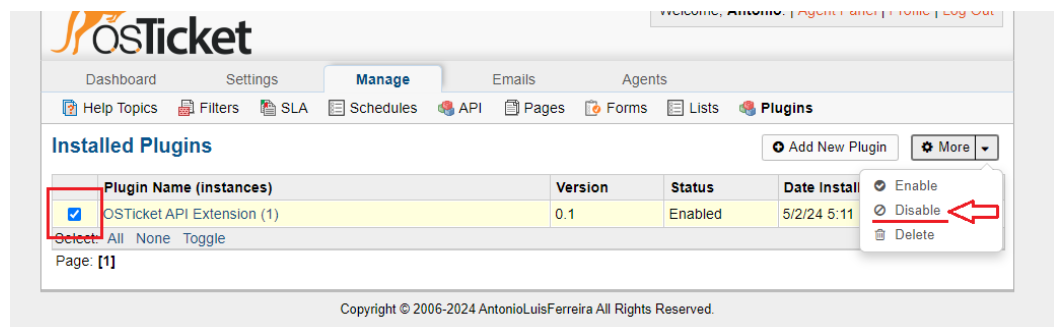 Welcome, Antonio. | Agent Panel | Profile | Log Out
osTicket
Dashboard Settings Manage Emails Agents
Help Topics Filters SLA Schedules API Pages Forms Lists Plugins
Installed Plugins
Add New Plugin More
Plugin Name (instances) Version Status Date Install
Enable
OSTicket API Extension (1) 0.1 Enabled 5/2/24 5:11
Disable
Select: All None Toggle
Delete
Page: [1]
Copyright © 2006-2024 AntonioLuisFerreira All Rights Reserved.